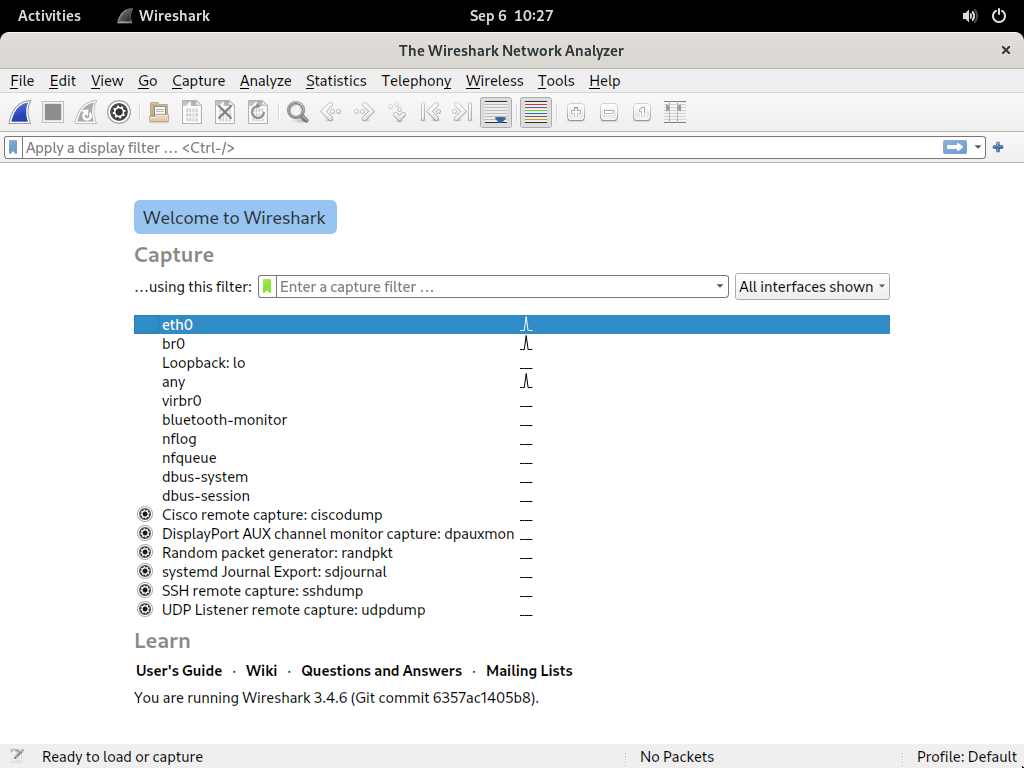 Activities Wireshark Sep 6 10:27
The Wireshark Network Analyzer
File Edit View Go Capture Analyze Statistics Telephony Wireless Tools Help
Apply a display filter … <Ctrl-/>
Welcome to Wireshark
Capture
…using this filter: Enter a capture filter … All interfaces shown
eth0
br0
Loopback: lo
any
virbr0
bluetooth-monitor
nflog
nfqueue
dbus-system
dbus-session
Cisco remote capture: ciscodump
DisplayPort AUX channel monitor capture: dpauxmon
Random packet generator: randpkt
systemd Journal Export: sdjournal
SSH remote capture: sshdump
UDP Listener remote capture: udpdump
Learn
User's Guide · Wiki · Questions and Answers · Mailing Lists
You are running Wireshark 3.4.6 (Git commit 6357ac1405b8).
Ready to load or capture No Packets Profile: Default